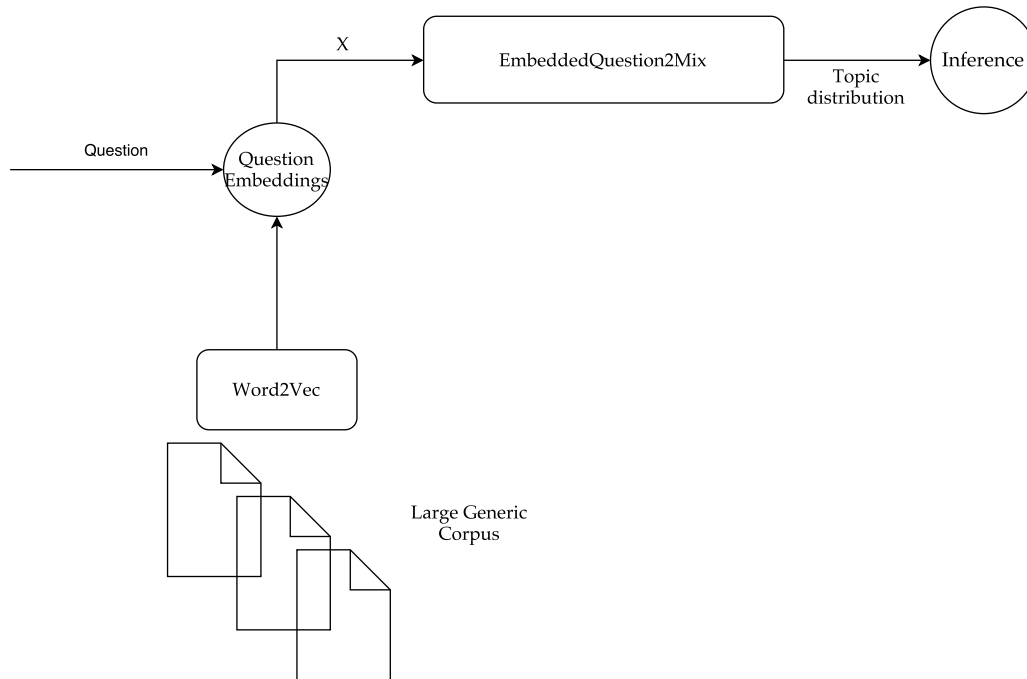 X
EmbeddedQuestion2Mix
Inference
Topic
distribution
Question
Question
Embeddings
Word2Vec
Large Generic
Corpus